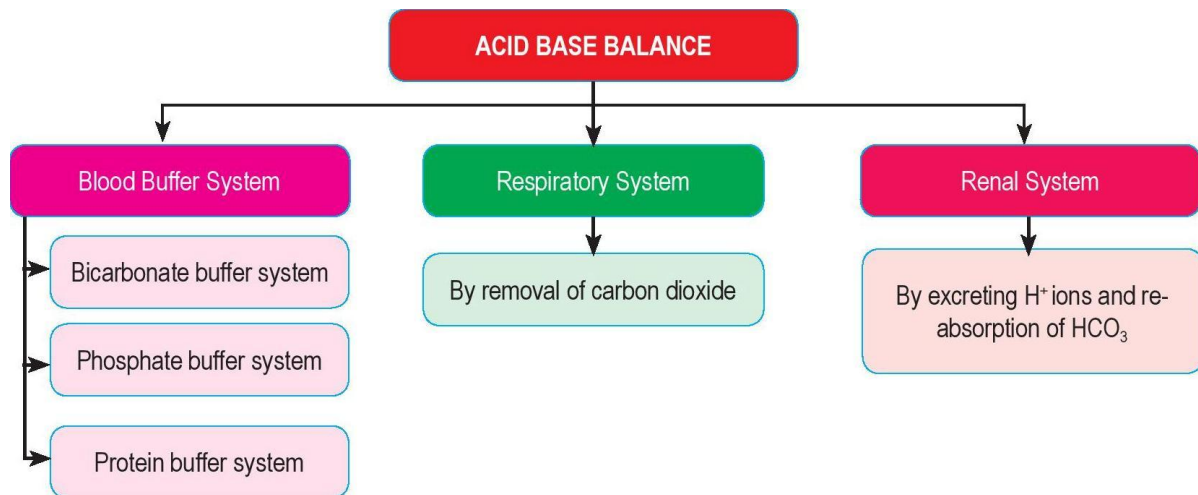 ACID BASE BALANCE
Blood Buffer System
Respiratory System
Renal System
Bicarbonate buffer system
Phosphate buffer system
Protein buffer system
By removal of carbon dioxide
By excreting H⁺ ions and re-
absorption of HCO₃